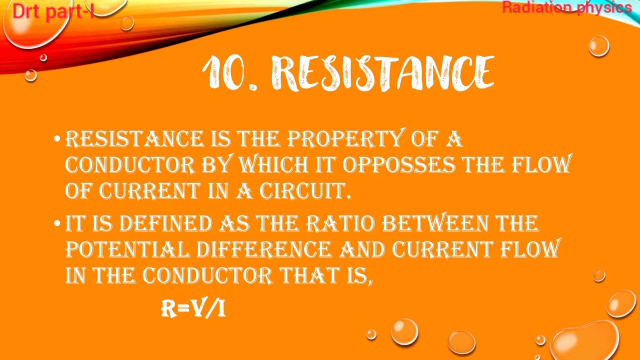 Drt part-I
Radiation physics
10. RESISTANCE
• RESISTANCE IS THE PROPERTY OF A
CONDUCTOR BY WHICH IT OPPOSSES THE FLOW
OF CURRENT IN A CIRCUIT.
• IT IS DEFINED AS THE RATIO BETWEEN THE
POTENTIAL DIFFERENCE AND CURRENT FLOW
IN THE CONDUCTOR THAT IS,
R=V/I